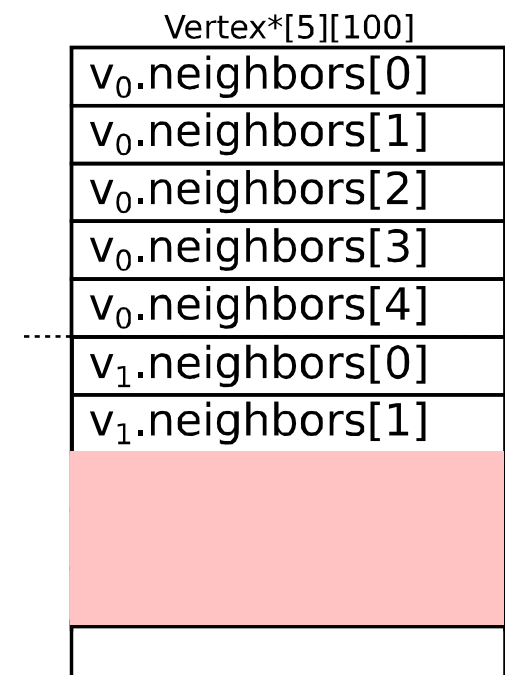 Vertex*[5][100]
v₀.neighbors[0]
v₀.neighbors[1]
v₀.neighbors[2]
v₀.neighbors[3]
v₀.neighbors[4]
v₁.neighbors[0]
v₁.neighbors[1]